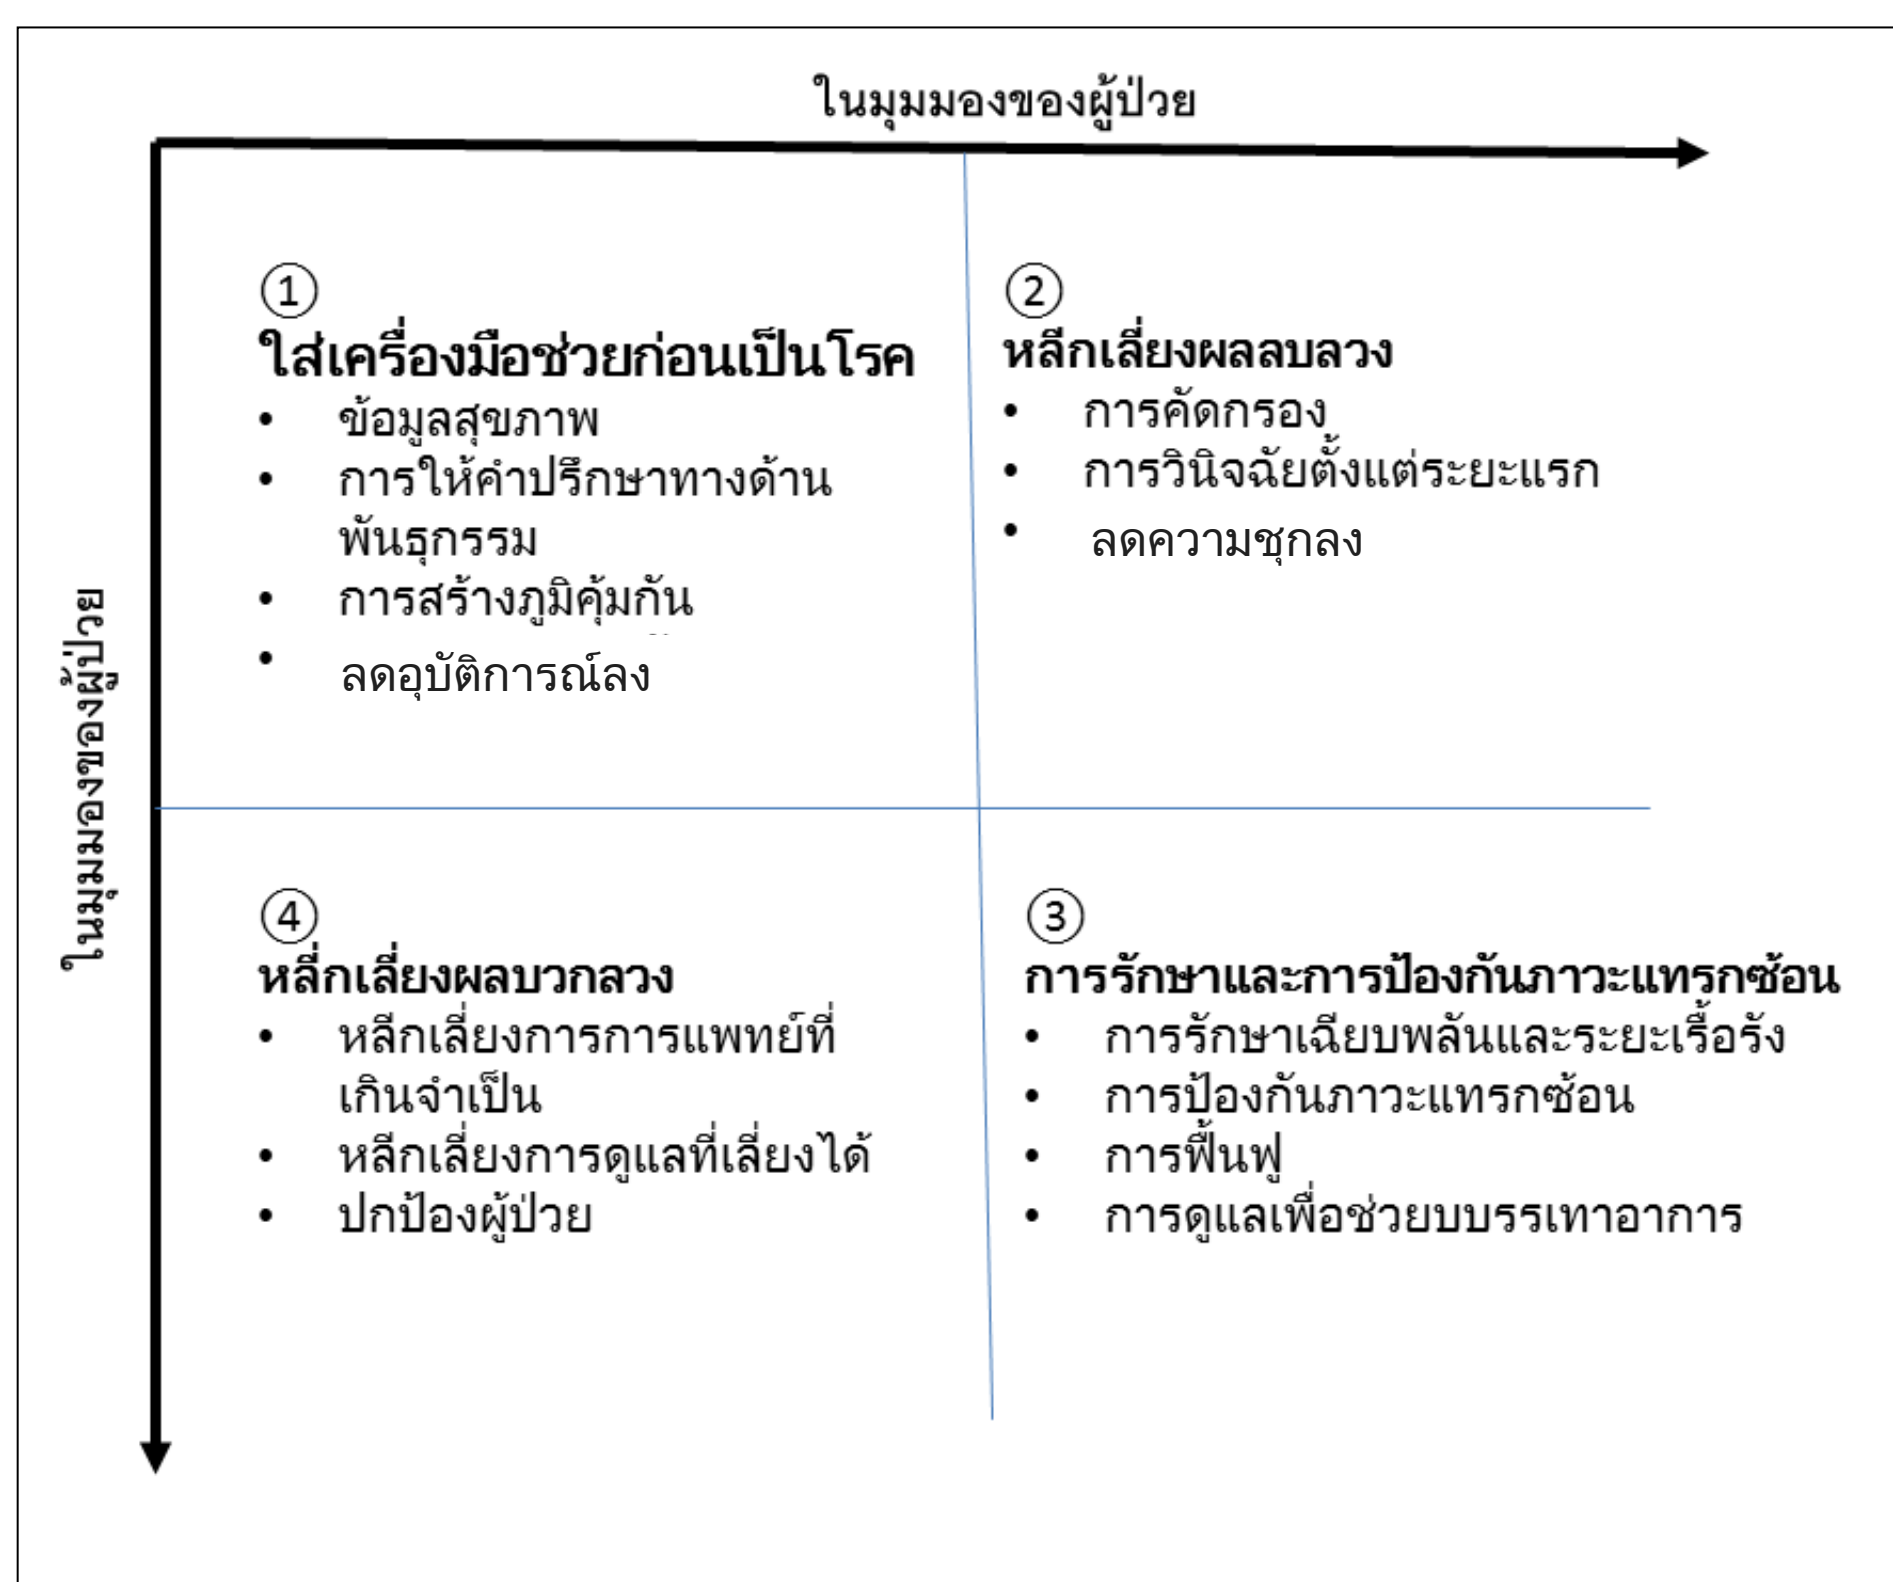 ในมุมมองของผู้ป่วย
ในมุมมองของผู้ป่วย
①
ใส่เครื่องมือช่วยก่อนเป็นโรค
• ข้อมูลสุขภาพ
• การให้คำปรึกษาทางด้าน
พันธุกรรม
• การสร้างภูมิคุ้มกัน
• ลดอุบัติการณ์ลง
②
หลีกเลี่ยงผลลบลวง
• การคัดกรอง
• การวินิจฉัยตั้งแต่ระยะแรก
• ลดความชุกลง
④
หลี่กเลี่ยงผลบวกลวง
• หลีกเลี่ยงการการแพทย์ที่
เกินจำเป็น
• หลีกเลี่ยงการดูแลที่เลี่ยงได้
• ปกป้องผู้ป่วย
③
การรักษาและการป้องกันภาวะแทรกซ้อน
• การรักษาเฉียบพลันและระยะเรื้อรัง
• การป้องกันภาวะแทรกซ้อน
• การฟื้นฟู
• การดูแลเพื่อช่วยบบรรเทาอาการ